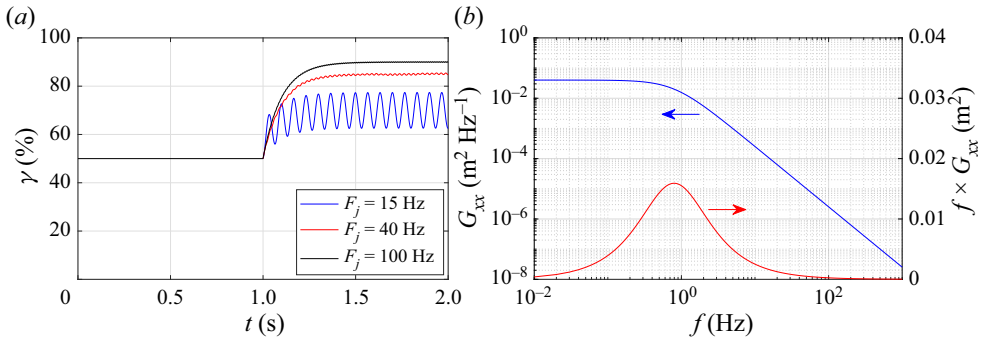 (a)
100
80
60
40
20
0
0.5
1.0
1.5
2.0
γ (%)
t (s)
F_j = 15 Hz
F_j = 40 Hz
F_j = 100 Hz
(b)
10^0
10^−2
10^−4
10^−6
10^−8
G_xx (m^2 Hz^−1)
10^−2
10^0
10^2
f (Hz)
0.04
0.03
0.02
0.01
0
f × G_xx (m^2)